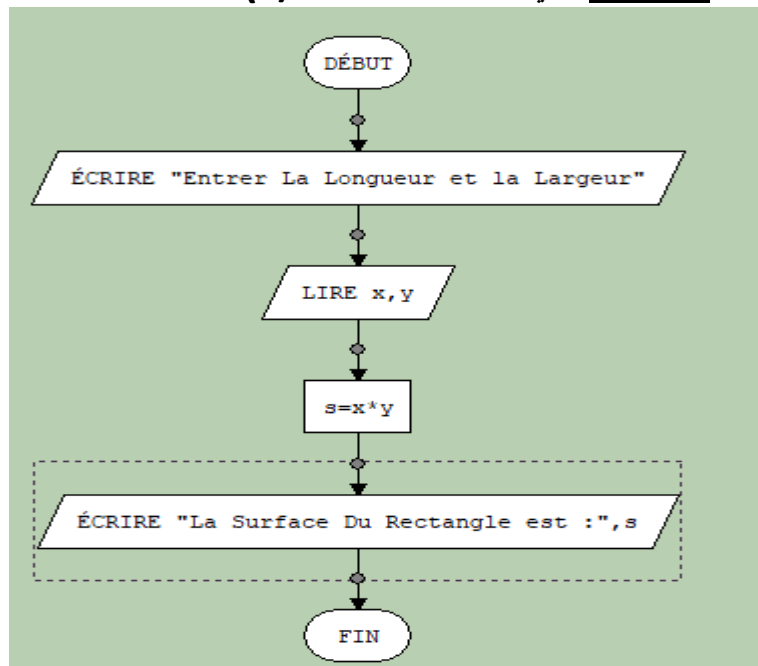 DÉBUT
ÉCRIRE "Entrer La Longueur et la Largeur"
LIRE x,y
s=x*y
ÉCRIRE "La Surface Du Rectangle est :",s
FIN